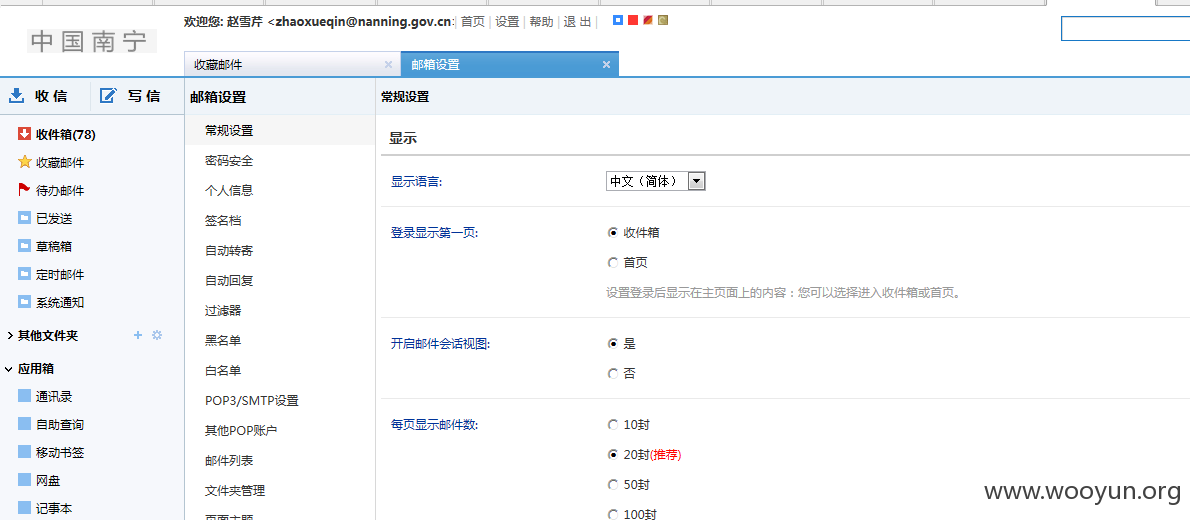 欢迎您: 赵雪芹 <zhaoxueqin@nanning.gov.cn: | 首页 | 设置 | 帮助 | 退 出 |
中国南宁
收藏邮件 × 邮箱设置 ×
收 信 写 信
收件箱(78)
收藏邮件
待办邮件
已发送
草稿箱
定时邮件
系统通知
其他文件夹
应用箱
通讯录
自助查询
移动书签
网盘
记事本
邮箱设置
常规设置
密码安全
个人信息
签名档
自动转寄
自动回复
过滤器
黑名单
白名单
POP3/SMTP设置
其他POP账户
邮件列表
文件夹管理
页面主题
常规设置
显示
显示语言: 中文（简体）
登录显示第一页: 收件箱
首页
设置登录后显示在主页面上的内容：您可以选择进入收件箱或首页。
开启邮件会话视图: 是
否
每页显示邮件数: 10封
20封(推荐)
50封
100封
www.wooyun.org